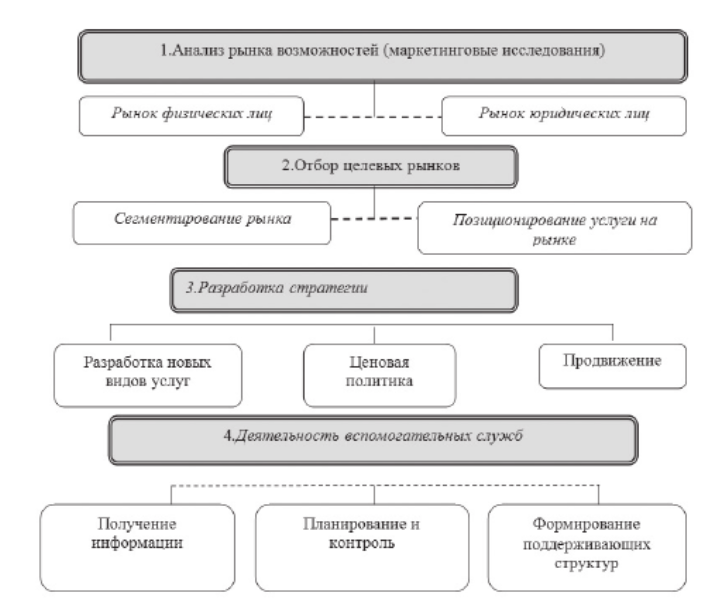 1.Анализ рынка возможностей (маркетинговые исследования)
Рынок физических лиц
Рынок юридических лиц
2.Отбор целевых рынков
Сегментирование рынка
Позиционирование услуги на
рынке
3.Разработка стратегии
Разработка новых
видов услуг
Ценовая
политика
Продвижение
4.Деятельность вспомогательных служб
Получение
информации
Планирование и
контроль
Формирование
поддерживающих
структур